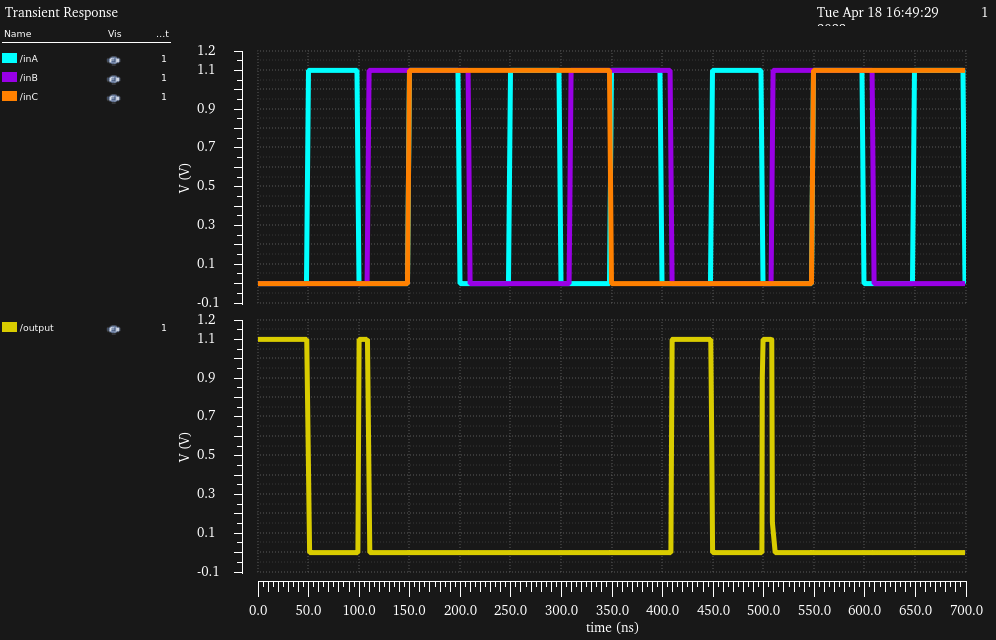 Transient Response
Tue Apr 18 16:49:29 1
Name Vis ...t
/inA 1
/inB 1
/inC 1
1.2
1.1
0.9
0.7
V (V)
0.5
0.3
0.1
-0.1
/output 1
1.2
1.1
0.9
0.7
V (V)
0.5
0.3
0.1
-0.1
0.0 50.0 100.0 150.0 200.0 250.0 300.0 350.0 400.0 450.0 500.0 550.0 600.0 650.0 700.0
time (ns)